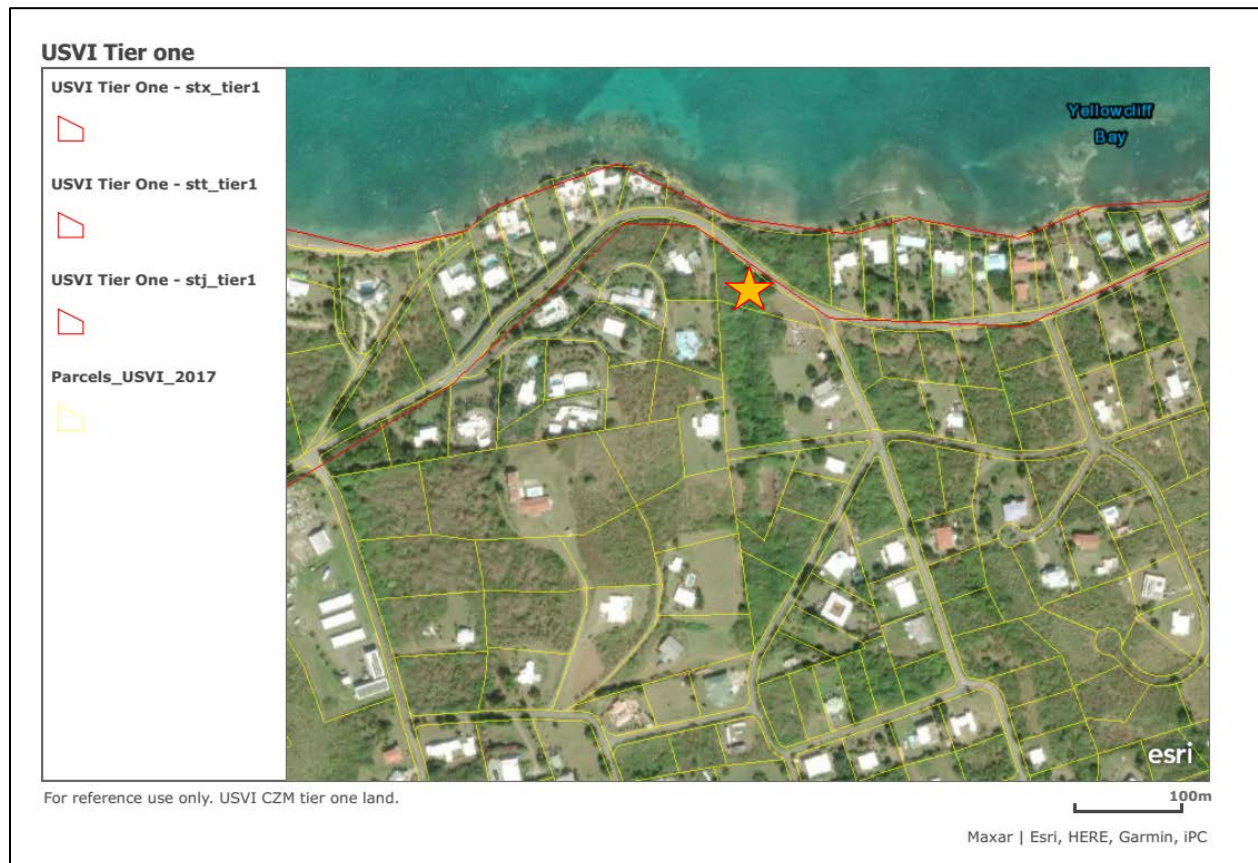 USVI Tier one
USVI Tier One - stx_tier1
USVI Tier One - stt_tier1
USVI Tier One - stj_tier1
Parcels_USVI_2017
Yellowcliff
Bay
esri
For reference use only. USVI CZM tier one land.
100m
Maxar | Esri, HERE, Garmin, iPC